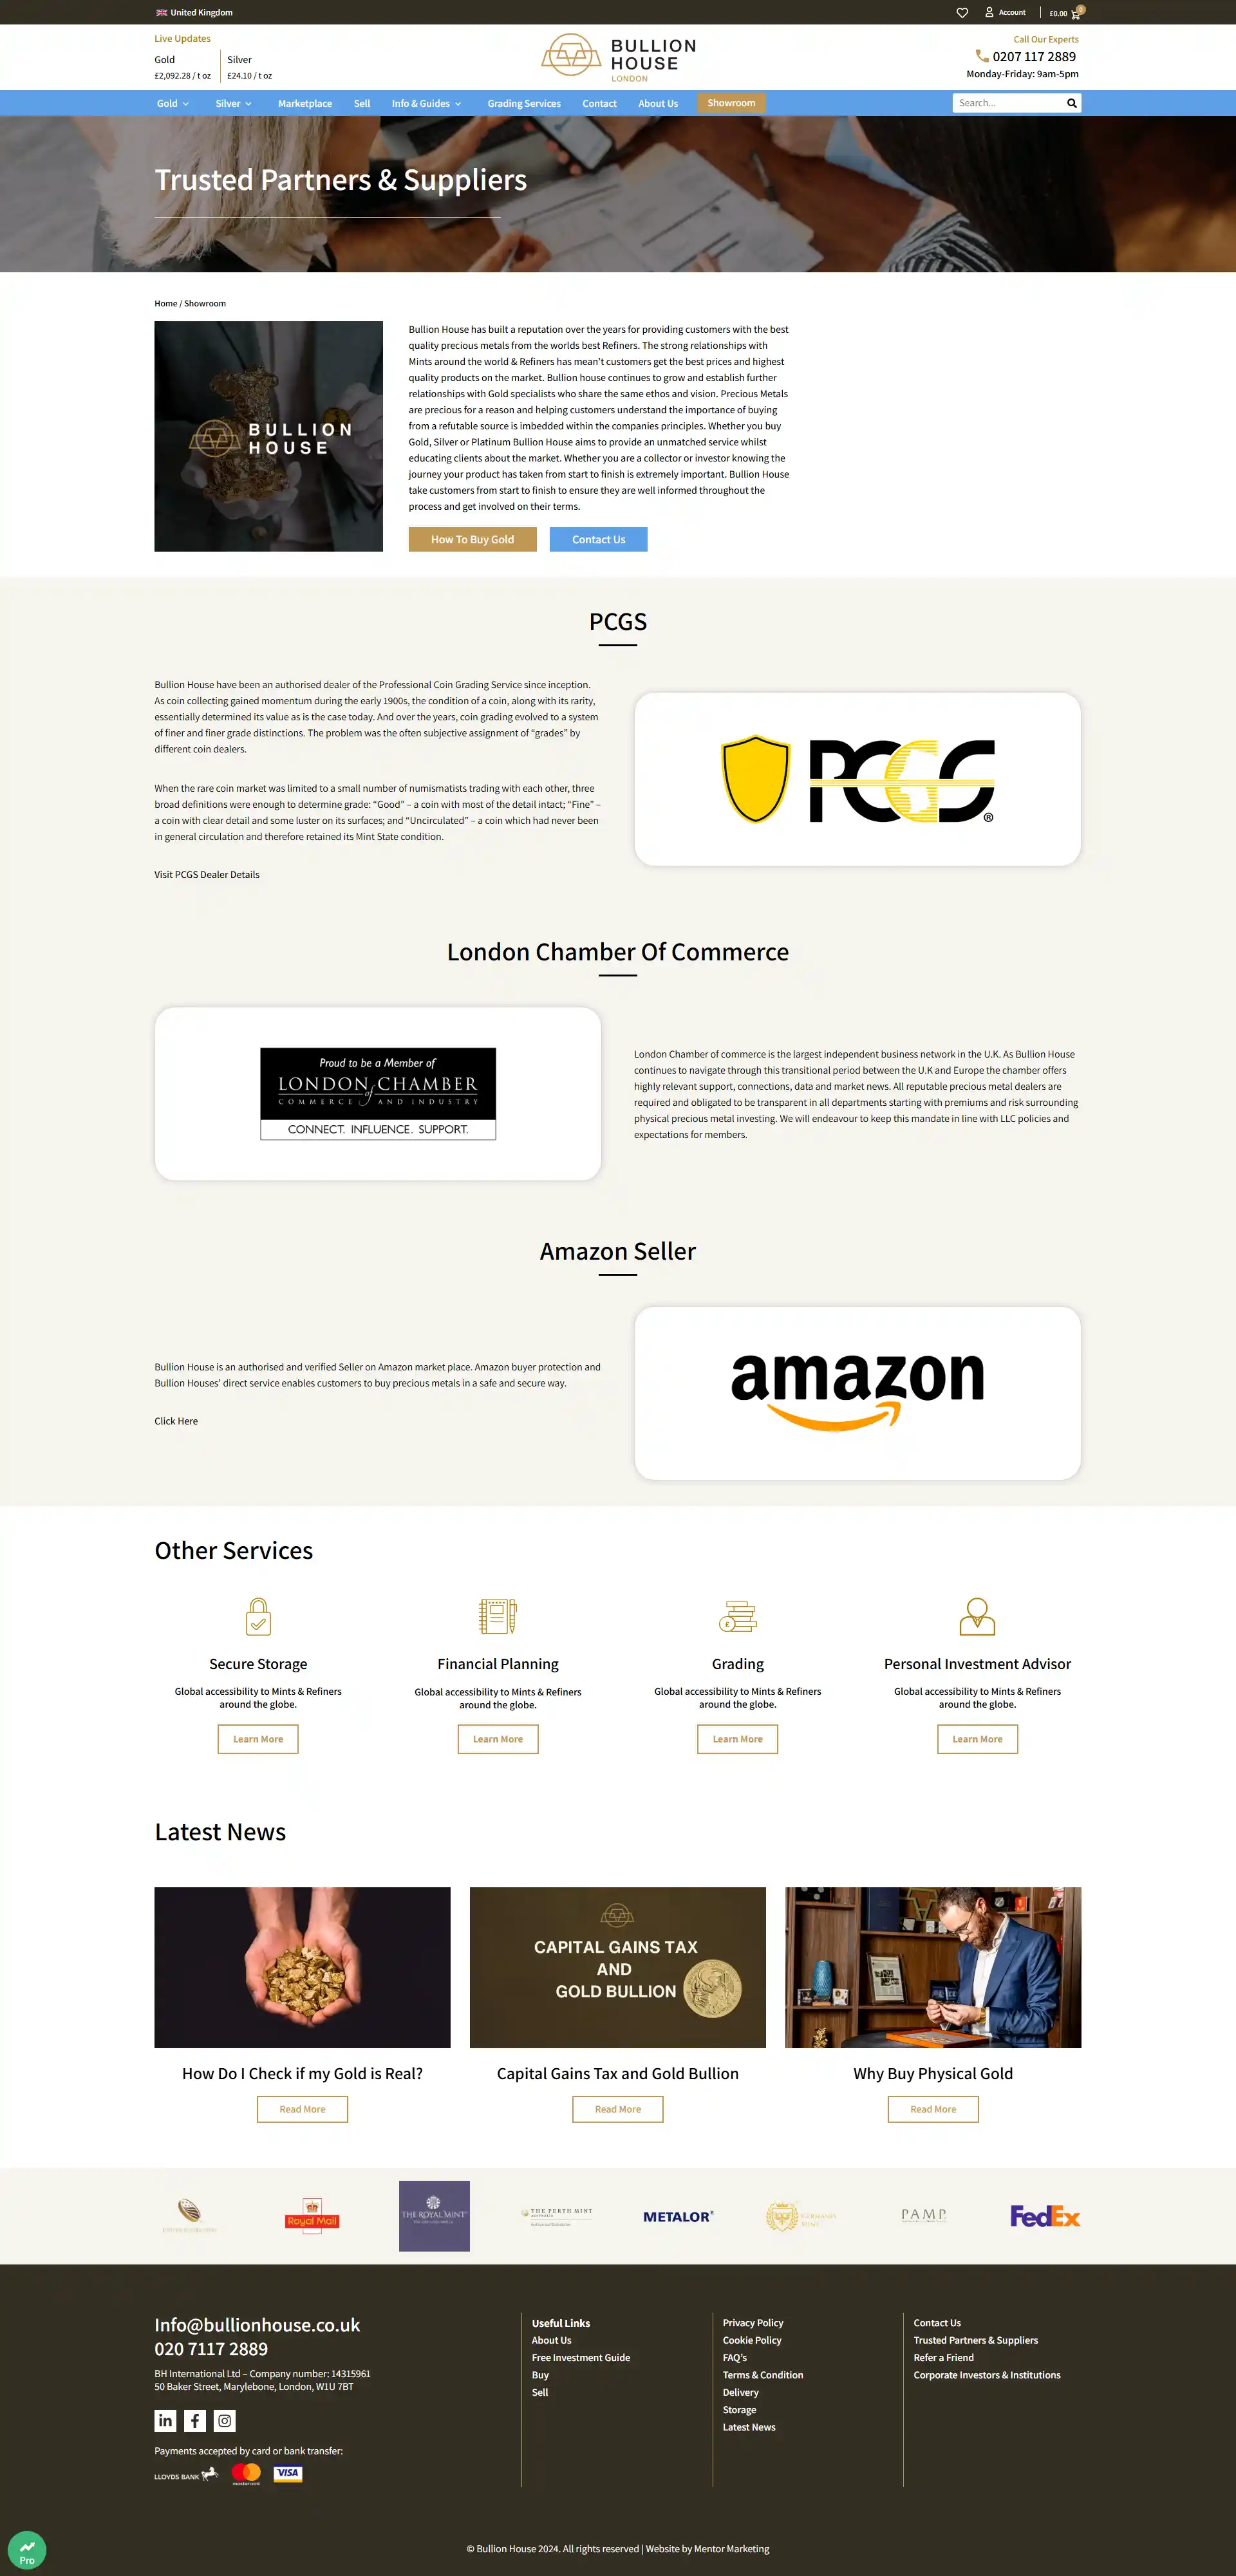 United Kingdom
Account
£0.00
0
Live Updates
Gold
Silver
£2,092.28 / t oz
£24.10 / t oz
BULLION
HOUSE
LONDON
Call Our Experts
0207 117 2889
Monday-Friday: 9am-5pm
Gold
Silver
Marketplace
Sell
Info & Guides
Grading Services
Contact
About Us
Showroom
Search...
Trusted Partners & Suppliers
Home / Showroom
BULLION
HOUSE
Bullion House has built a reputation over the years for providing customers with the best
quality precious metals from the worlds best Refiners. The strong relationships with
Mints around the world & Refiners has mean't customers get the best prices and highest
quality products on the market. Bullion house continues to grow and establish further
relationships with Gold specialists who share the same ethos and vision. Precious Metals
are precious for a reason and helping customers understand the importance of buying
from a refutable source is imbedded within the companies principles. Whether you buy
Gold, Silver or Platinum Bullion House aims to provide an unmatched service whilst
educating clients about the market. Whether you are a collector or investor knowing the
journey your product has taken from start to finish is extremely important. Bullion House
take customers from start to finish to ensure they are well informed throughout the
process and get involved on their terms.
How To Buy Gold
Contact Us
PCGS
Bullion House have been an authorised dealer of the Professional Coin Grading Service since inception.
As coin collecting gained momentum during the early 1900s, the condition of a coin, along with its rarity,
essentially determined its value as is the case today. And over the years, coin grading evolved to a system
of finer and finer grade distinctions. The problem was the often subjective assignment of “grades” by
different coin dealers.
When the rare coin market was limited to a small number of numismatists trading with each other, three
broad definitions were enough to determine grade: “Good” – a coin with most of the detail intact; “Fine” –
a coin with clear detail and some luster on its surfaces; and “Uncirculated” – a coin which had never been
in general circulation and therefore retained its Mint State condition.
Visit PCGS Dealer Details
PCGS®
London Chamber Of Commerce
Proud to be a Member of
LONDON CHAMBER
of
COMMERCE AND INDUSTRY
CONNECT. INFLUENCE. SUPPORT.
London Chamber of commerce is the largest independent business network in the U.K. As Bullion House
continues to navigate through this transitional period between the U.K and Europe the chamber offers
highly relevant support, connections, data and market news. All reputable precious metal dealers are
required and obligated to be transparent in all departments starting with premiums and risk surrounding
physical precious metal investing. We will endeavour to keep this mandate in line with LLC policies and
expectations for members.
Amazon Seller
Bullion House is an authorised and verified Seller on Amazon market place. Amazon buyer protection and
Bullion Houses' direct service enables customers to buy precious metals in a safe and secure way.
Click Here
amazon
Other Services
Secure Storage
Global accessibility to Mints & Refiners
around the globe.
Learn More
Financial Planning
Global accessibility to Mints & Refiners
around the globe.
Learn More
Grading
Global accessibility to Mints & Refiners
around the globe.
Learn More
Personal Investment Advisor
Global accessibility to Mints & Refiners
around the globe.
Learn More
Latest News
CAPITAL GAINS TAX
AND
GOLD BULLION
How Do I Check if my Gold is Real?
Read More
Capital Gains Tax and Gold Bullion
Read More
Why Buy Physical Gold
Read More
Royal Mail
THE ROYAL MINT
THE PERTH MINT
METALOR®
GERMANIA
MINT
PAMP
FedEx
Info@bullionhouse.co.uk
020 7117 2889
BH International Ltd – Company number: 14315961
50 Baker Street, Marylebone, London, W1U 7BT
Payments accepted by card or bank transfer:
LLOYDS BANK
mastercard
VISA
Useful Links
About Us
Free Investment Guide
Buy
Sell
Privacy Policy
Cookie Policy
FAQ's
Terms & Condition
Delivery
Storage
Latest News
Contact Us
Trusted Partners & Suppliers
Refer a Friend
Corporate Investors & Institutions
© Bullion House 2024. All rights reserved | Website by Mentor Marketing
Pro